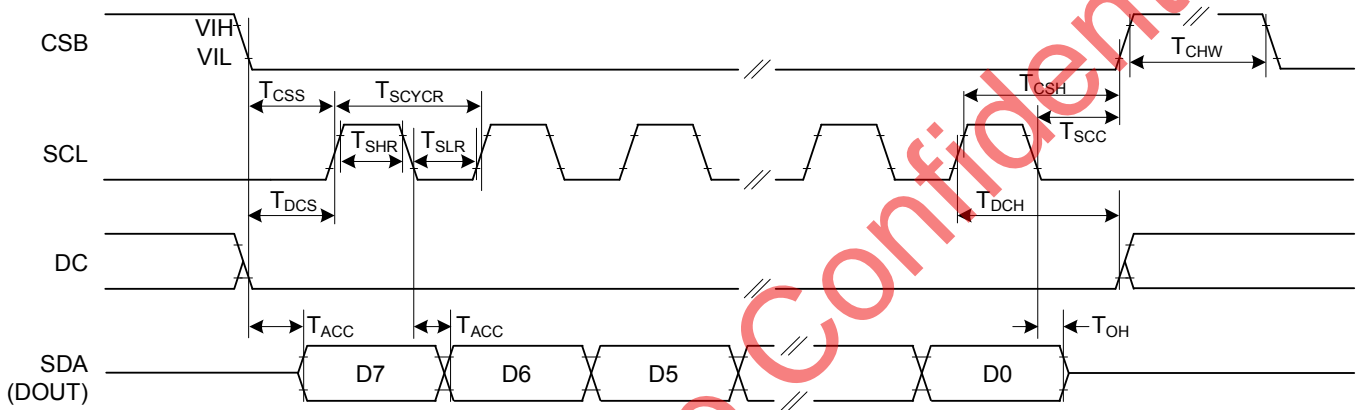 CSB
VIH
VIL
TCHW
TCSS
TSCYCR
TCSH
TSCC
SCL
TSHR
TSLR
TDCS
TDCH
DC
TACC
TACC
TOH
SDA
(DOUT)
D7
D6
D5
D0
Confident